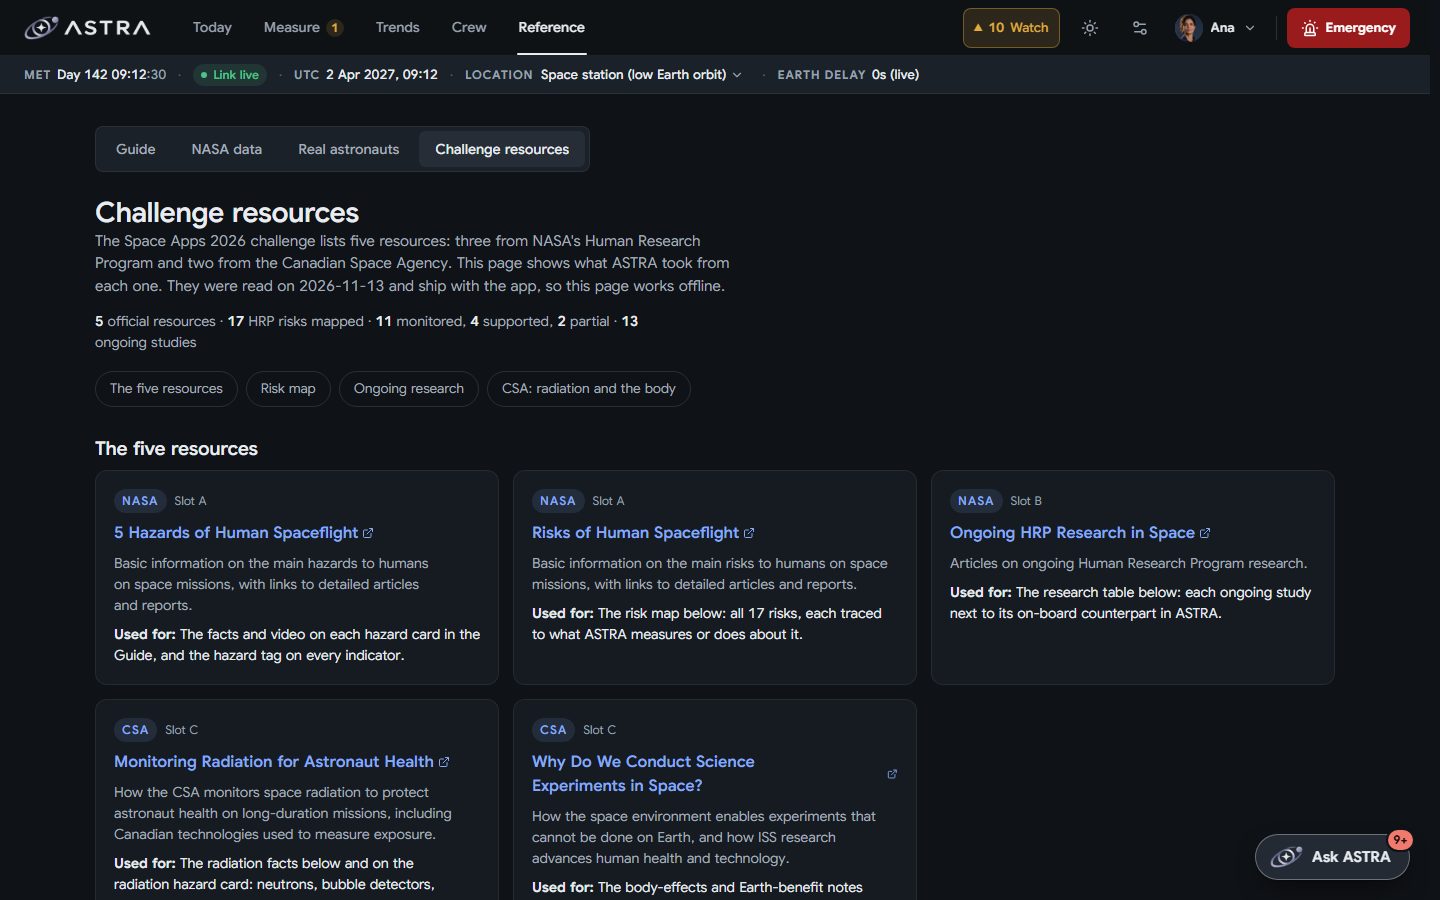 ASTRA
Today
Measure 1
Trends
Crew
Reference
10 Watch
Ana
Emergency
MET Day 142 09:12:30 · Link live · UTC 2 Apr 2027, 09:12 · LOCATION Space station (low Earth orbit) · EARTH DELAY 0s (live)
Guide
NASA data
Real astronauts
Challenge resources
Challenge resources
The Space Apps 2026 challenge lists five resources: three from NASA's Human Research
Program and two from the Canadian Space Agency. This page shows what ASTRA took from
each one. They were read on 2026-11-13 and ship with the app, so this page works offline.
5 official resources · 17 HRP risks mapped · 11 monitored, 4 supported, 2 partial · 13
ongoing studies
The five resources
Risk map
Ongoing research
CSA: radiation and the body
The five resources
NASA Slot A
5 Hazards of Human Spaceflight
Basic information on the main hazards to humans
on space missions, with links to detailed articles
and reports.
Used for: The facts and video on each hazard card in the
Guide, and the hazard tag on every indicator.
NASA Slot A
Risks of Human Spaceflight
Basic information on the main risks to humans on space
missions, with links to detailed articles and reports.
Used for: The risk map below: all 17 risks, each traced
to what ASTRA measures or does about it.
NASA Slot B
Ongoing HRP Research in Space
Articles on ongoing Human Research Program research.
Used for: The research table below: each ongoing study
next to its on-board counterpart in ASTRA.
CSA Slot C
Monitoring Radiation for Astronaut Health
How the CSA monitors space radiation to protect
astronaut health on long-duration missions, including
Canadian technologies used to measure exposure.
Used for: The radiation facts below and on the
radiation hazard card: neutrons, bubble detectors,
CSA Slot C
Why Do We Conduct Science
Experiments in Space?
How the space environment enables experiments that
cannot be done on Earth, and how ISS research
advances human health and technology.
Used for: The body-effects and Earth-benefit notes
9+
Ask ASTRA